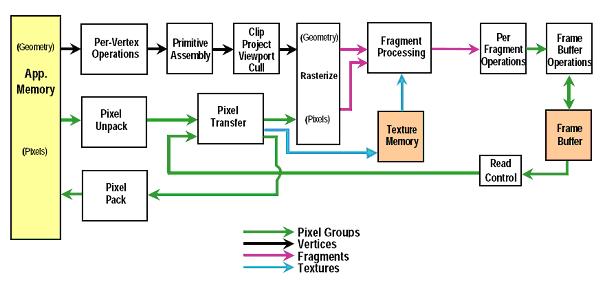 (Geometry)
App.
Memory
(Pixels)
Per-Vertex
Operations
Primitive
Assembly
Clip
Project
Viewport
Cull
(Geometry)
Rasterize
(Pixels)
Fragment
Processing
Per
Fragment
Operations
Frame
Buffer
Operations
Pixel
Unpack
Pixel
Transfer
Texture
Memory
Frame
Buffer
Read
Control
Pixel
Pack
Pixel Groups
Vertices
Fragments
Textures